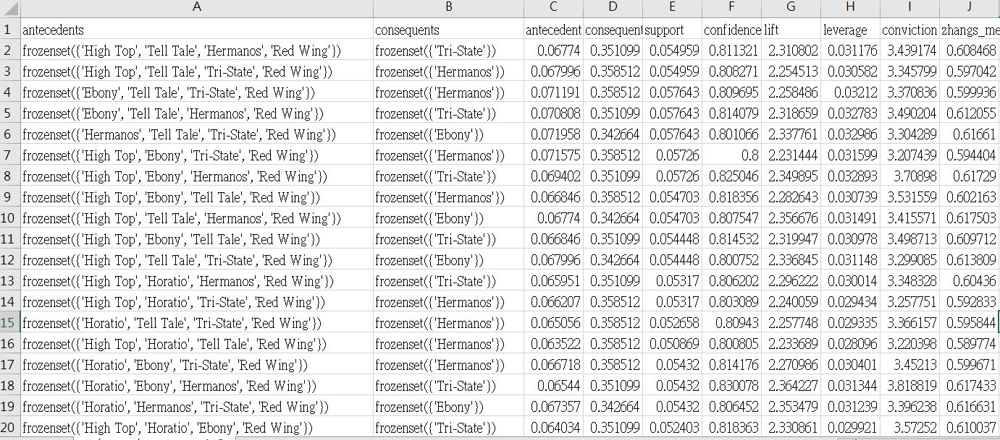 A B C D E F G H I J
1 antecedents consequents antecedent consequent support confidence lift leverage conviction zhangs_me
2 frozenset({'High Top', 'Tell Tale', 'Hermanos', 'Red Wing'}) frozenset({'Tri-State'}) 0.06774 0.351099 0.054959 0.811321 2.310802 0.031176 3.439174 0.608468
3 frozenset({'High Top', 'Tell Tale', 'Tri-State', 'Red Wing'}) frozenset({'Hermanos'}) 0.067996 0.358512 0.054959 0.808271 2.254513 0.030582 3.345799 0.597042
4 frozenset({'Ebony', 'Tell Tale', 'Tri-State', 'Red Wing'}) frozenset({'Hermanos'}) 0.071191 0.358512 0.057643 0.809695 2.258486 0.03212 3.370836 0.599936
5 frozenset({'Ebony', 'Tell Tale', 'Hermanos', 'Red Wing'}) frozenset({'Tri-State'}) 0.070808 0.351099 0.057643 0.814079 2.318659 0.032783 3.490204 0.612055
6 frozenset({'Hermanos', 'Tell Tale', 'Tri-State', 'Red Wing'}) frozenset({'Ebony'}) 0.071958 0.342664 0.057643 0.801066 2.337761 0.032986 3.304289 0.61661
7 frozenset({'High Top', 'Ebony', 'Tri-State', 'Red Wing'}) frozenset({'Hermanos'}) 0.071575 0.358512 0.05726 0.8 2.231444 0.031599 3.207439 0.594404
8 frozenset({'High Top', 'Ebony', 'Hermanos', 'Red Wing'}) frozenset({'Tri-State'}) 0.069402 0.351099 0.05726 0.825046 2.349895 0.032893 3.70898 0.61729
9 frozenset({'High Top', 'Ebony', 'Tell Tale', 'Red Wing'}) frozenset({'Hermanos'}) 0.066846 0.358512 0.054703 0.818356 2.282643 0.030739 3.531559 0.602163
10 frozenset({'High Top', 'Tell Tale', 'Hermanos', 'Red Wing'}) frozenset({'Ebony'}) 0.06774 0.342664 0.054703 0.807547 2.356676 0.031491 3.415571 0.617503
11 frozenset({'High Top', 'Ebony', 'Tell Tale', 'Red Wing'}) frozenset({'Tri-State'}) 0.066846 0.351099 0.054448 0.814532 2.319947 0.030978 3.498713 0.609712
12 frozenset({'High Top', 'Tell Tale', 'Tri-State', 'Red Wing'}) frozenset({'Ebony'}) 0.067996 0.342664 0.054448 0.800752 2.336845 0.031148 3.299085 0.613809
13 frozenset({'High Top', 'Horatio', 'Hermanos', 'Red Wing'}) frozenset({'Tri-State'}) 0.065951 0.351099 0.05317 0.806202 2.296222 0.030014 3.348328 0.60436
14 frozenset({'High Top', 'Horatio', 'Tri-State', 'Red Wing'}) frozenset({'Hermanos'}) 0.066207 0.358512 0.05317 0.803089 2.240059 0.029434 3.257751 0.592833
15 frozenset({'Horatio', 'Tell Tale', 'Tri-State', 'Red Wing'}) frozenset({'Hermanos'}) 0.065056 0.358512 0.052658 0.80943 2.257748 0.029335 3.366157 0.595844
16 frozenset({'High Top', 'Horatio', 'Tell Tale', 'Red Wing'}) frozenset({'Hermanos'}) 0.063522 0.358512 0.050869 0.800805 2.233689 0.028096 3.220398 0.589774
17 frozenset({'Horatio', 'Ebony', 'Tri-State', 'Red Wing'}) frozenset({'Hermanos'}) 0.066718 0.358512 0.05432 0.814176 2.270986 0.030401 3.45213 0.599671
18 frozenset({'Horatio', 'Ebony', 'Hermanos', 'Red Wing'}) frozenset({'Tri-State'}) 0.06544 0.351099 0.05432 0.830078 2.364227 0.031344 3.818819 0.617433
19 frozenset({'Horatio', 'Hermanos', 'Tri-State', 'Red Wing'}) frozenset({'Ebony'}) 0.067357 0.342664 0.05432 0.806452 2.353479 0.031239 3.396238 0.616631
20 frozenset({'High Top', 'Horatio', 'Ebony', 'Red Wing'}) frozenset({'Tri-State'}) 0.064034 0.351099 0.052403 0.818363 2.330861 0.029921 3.57252 0.610037